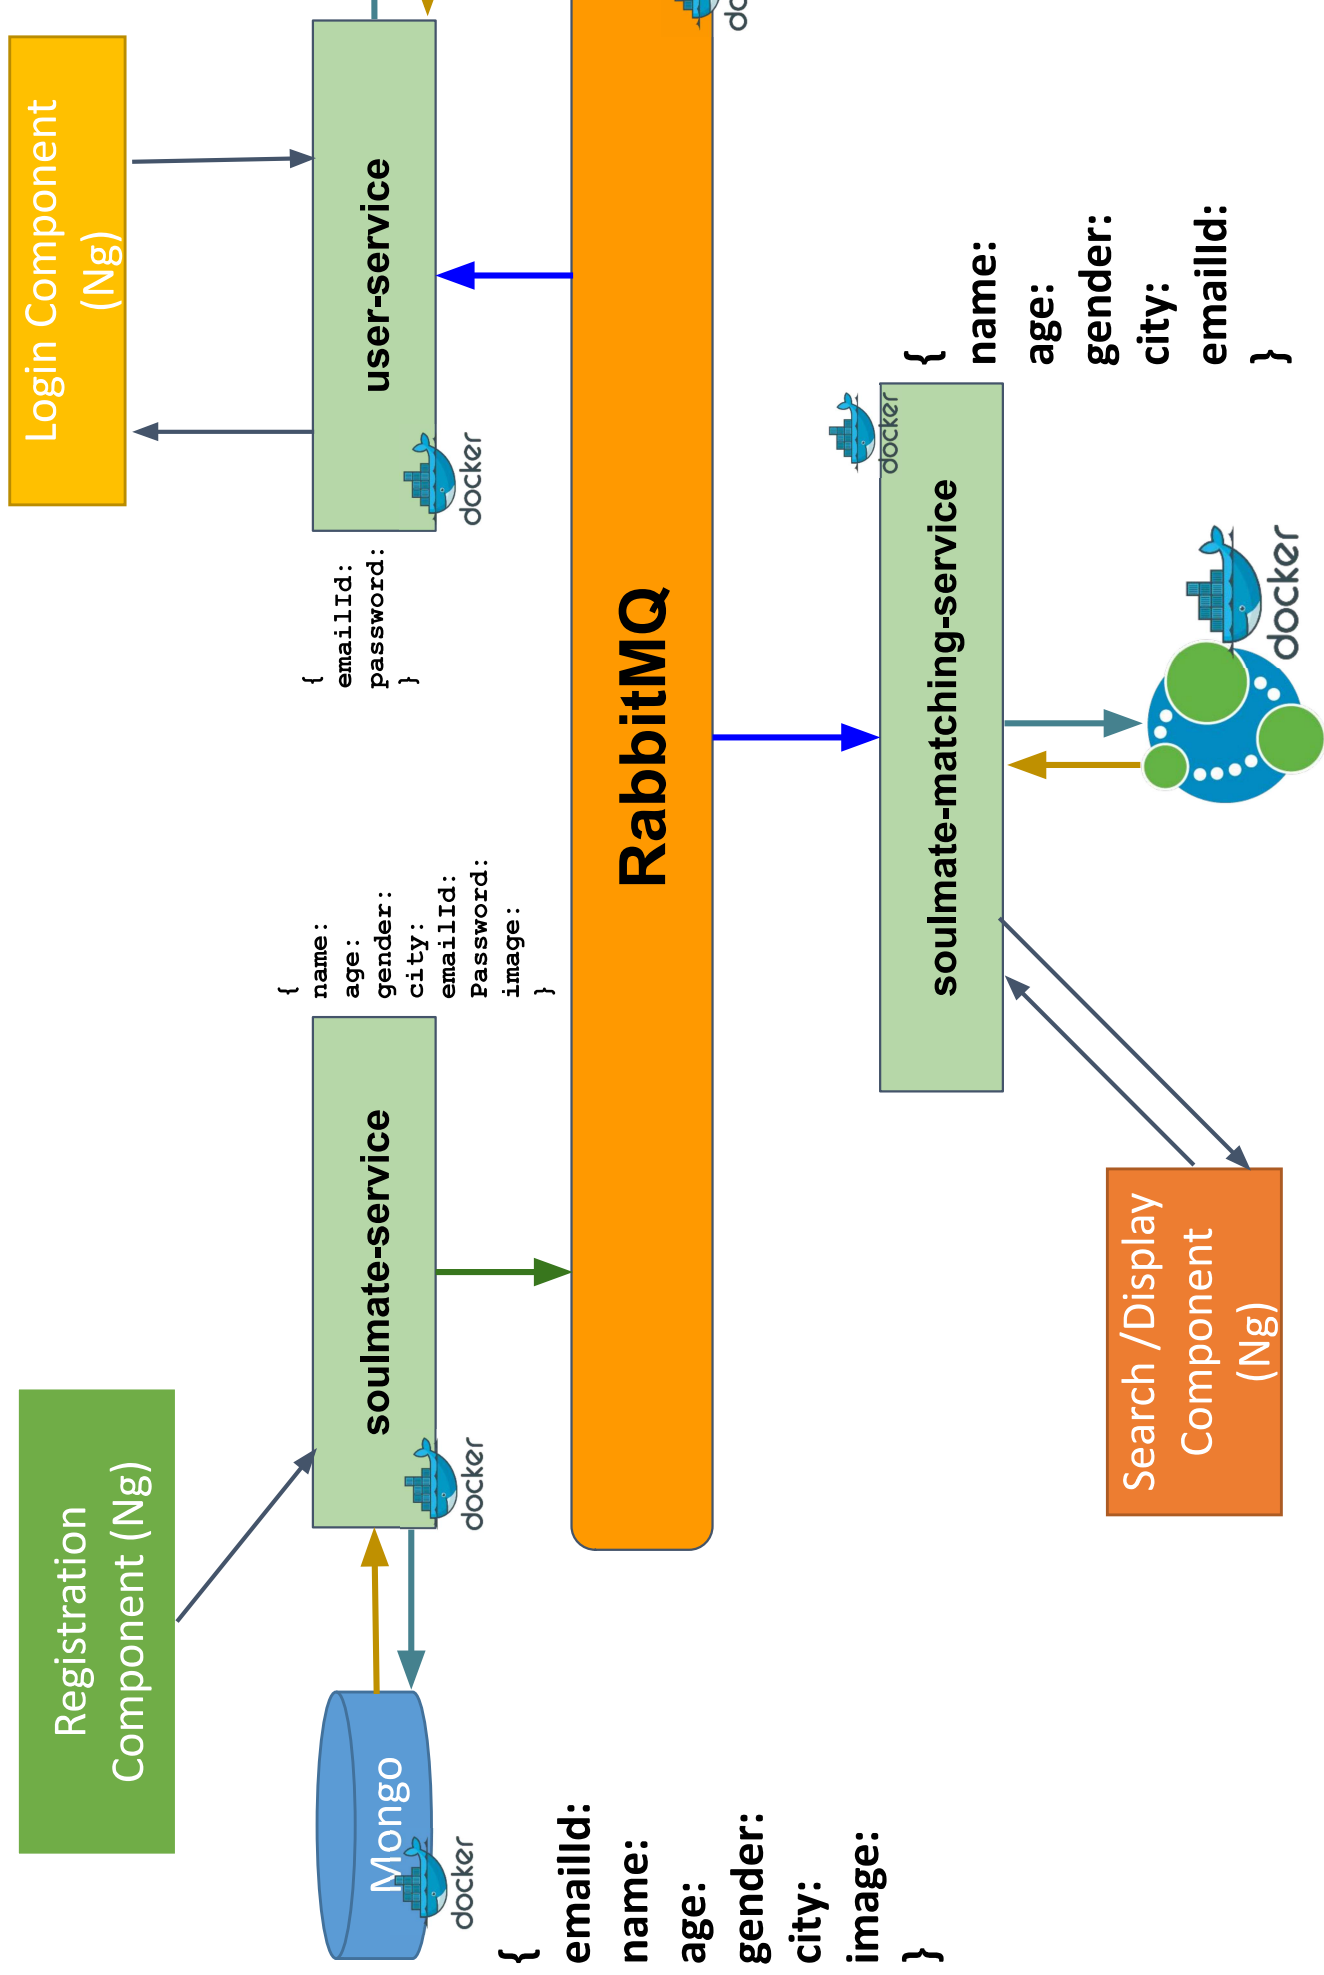 Registration
Component (Ng)
Login Component
(Ng)
{
name:
age:
gender:
city:
emailId:
Password:
image:
}
{
emailId:
password:
}
soulmate-service
docker
user-service
docker
Mongo
docker
{
emailId:
name:
age:
gender:
city:
image:
}
RabbitMQ
do
soulmate-matching-service
docker
{
name:
age:
gender:
city:
emailId:
}
Search /Display
Component
(Ng)
docker